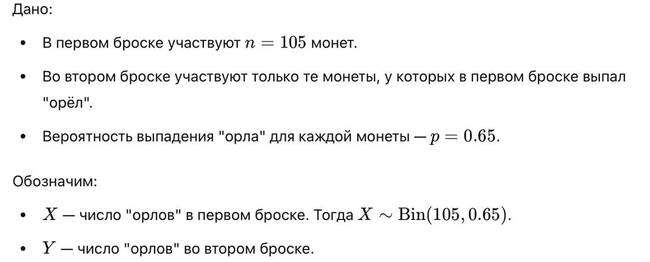 Дано:
• В первом броске участвуют n = 105 монет.
• Во втором броске участвуют только те монеты, у которых в первом броске выпал
"орёл".
• Вероятность выпадения "орла" для каждой монеты — p = 0.65.
Обозначим:
• X — число "орлов" в первом броске. Тогда X ∼ Bin(105, 0.65).
• Y — число "орлов" во втором броске.